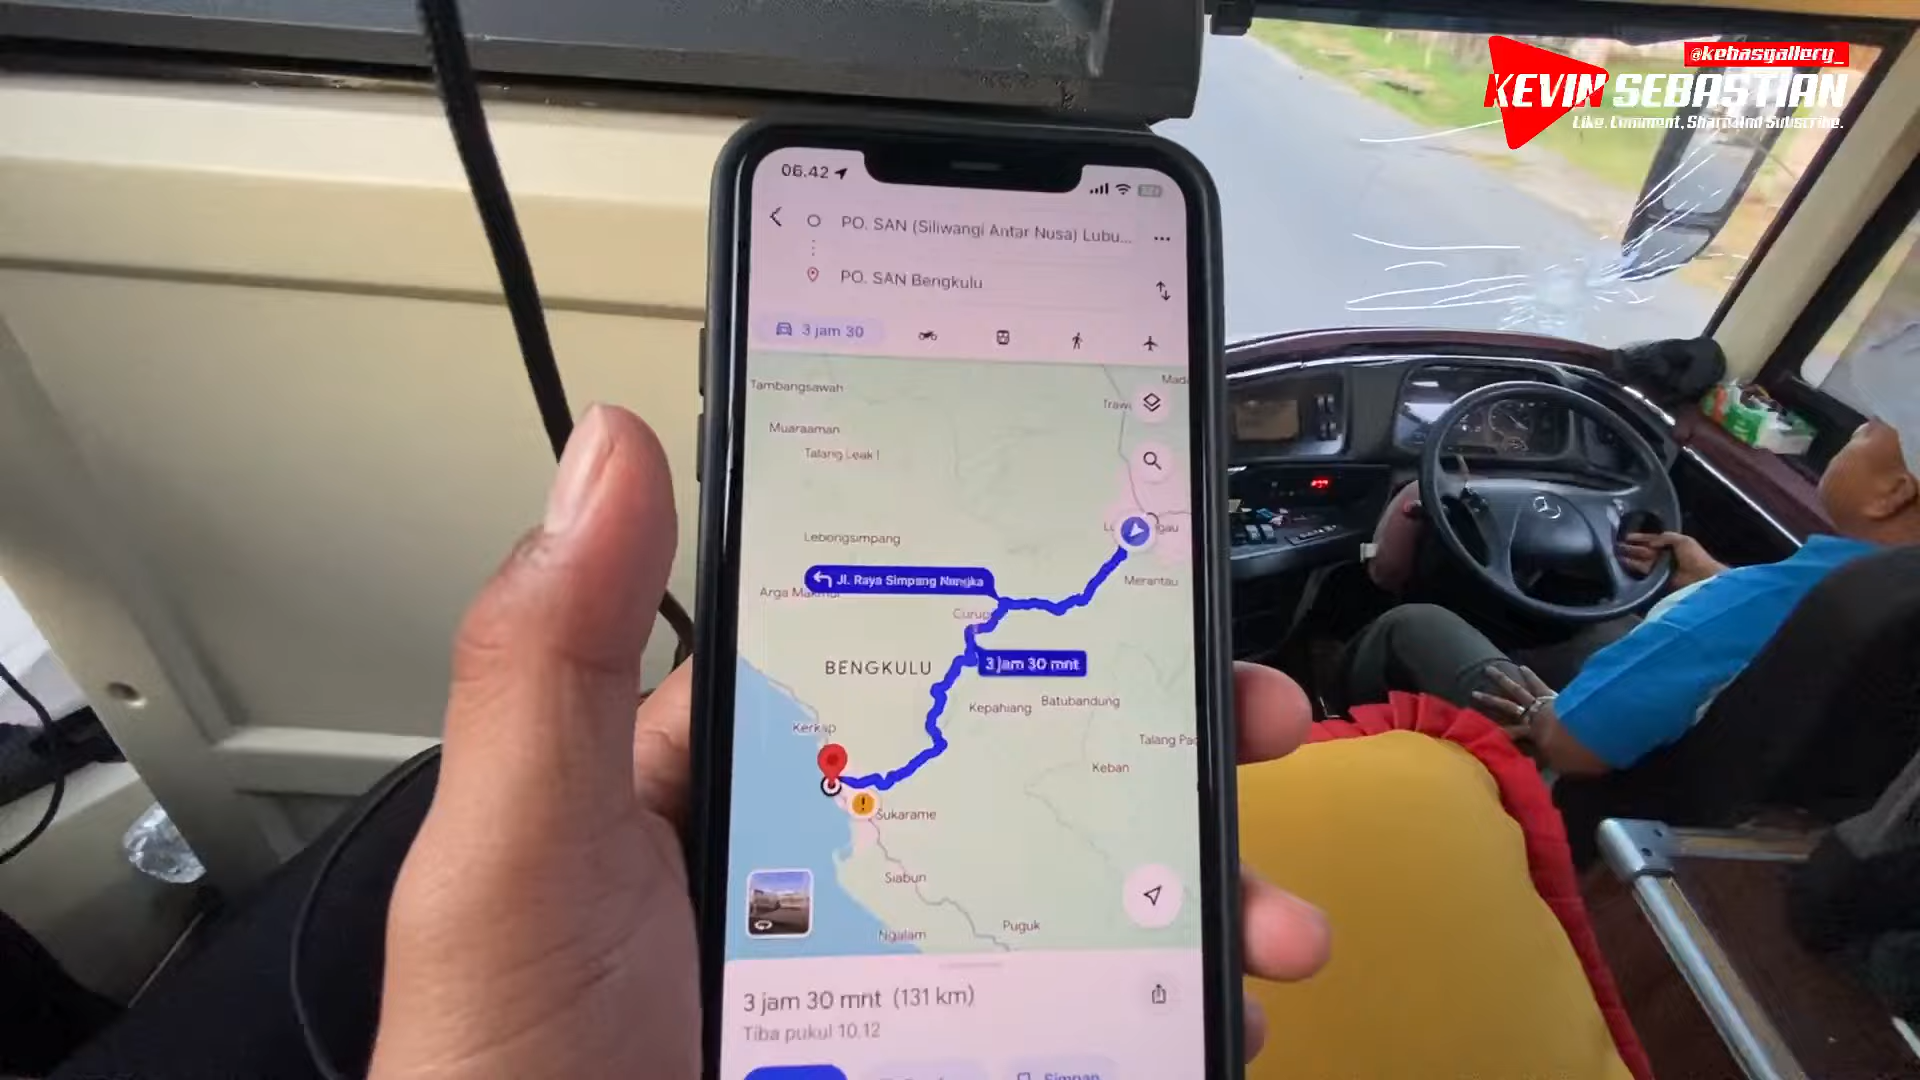 @kebasgallery_
KEVIN SEBASTIAN
Like, Comment, Share And Subscribe.
06.42
PO. SAN (Siliwangi Antar Nusa) Lubu...
PO. SAN Bengkulu
3 jam 30
Tambangsawah
Muaraaman
Talang Leak I
Lebongsimpang
Jl. Raya Simpang Nangka
Merantau
Curup
BENGKULU
3 jam 30 mnt
Kepahiang
Batubandung
Kerkap
Keban
Sukarame
Siabun
Puguk
Ngalam
3 jam 30 mnt (131 km)
Tiba pukul 10.12
Simpan